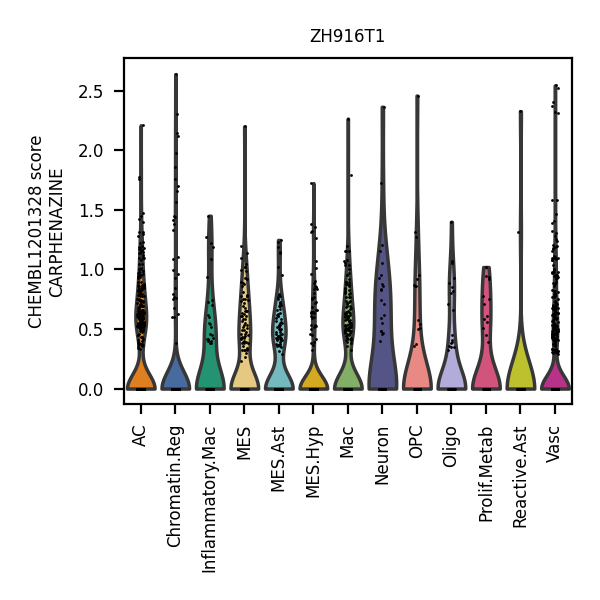 ZH916T1
CHEMBL1201328 score
CARPHENAZINE
2.5
2.0
1.5
1.0
0.5
0.0
AC
Chromatin.Reg
Inflammatory.Mac
MES
MES.Ast
MES.Hyp
Mac
Neuron
OPC
Oligo
Prolif.Metab
Reactive.Ast
Vasc